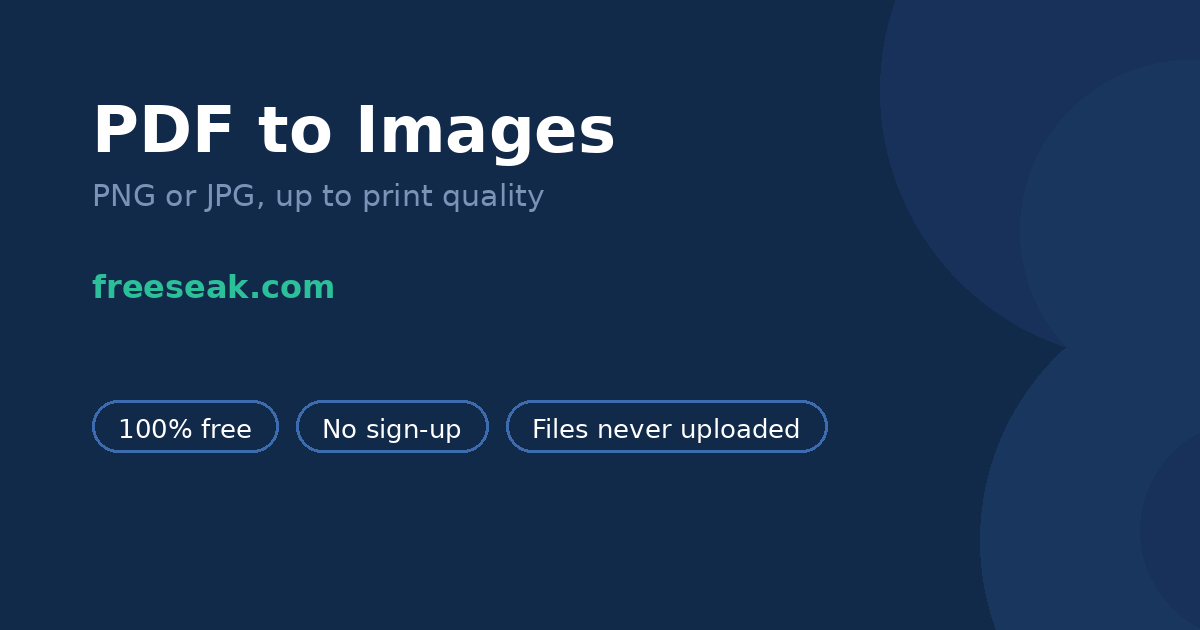 PDF to Images
PNG or JPG, up to print quality
freeseak.com
100% free
No sign-up
Files never uploaded